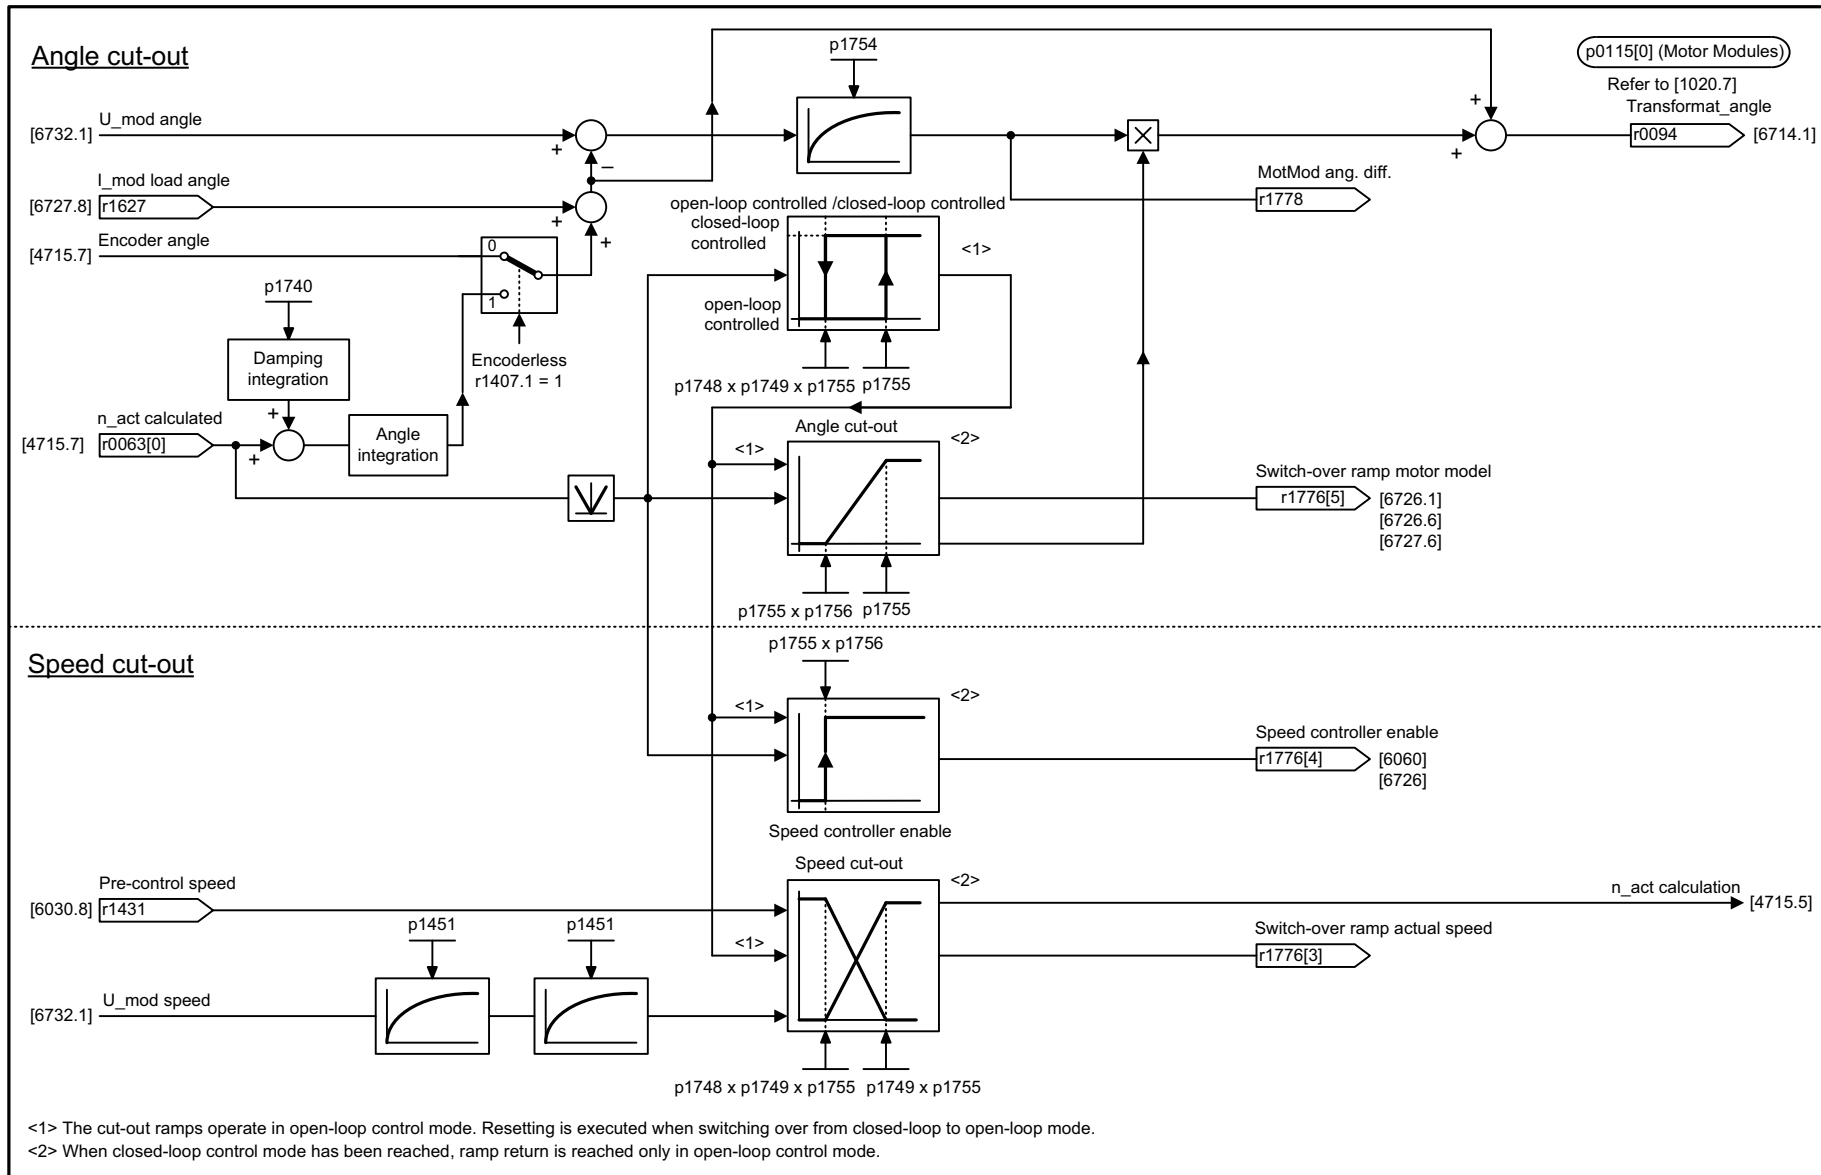 Angle cut-out
p1754
p0115[0] (Motor Modules)
Refer to [1020.7]
Transformat_angle
[6732.1]
U_mod angle
+
–
+
+
r0094
[6714.1]
I_mod load angle
[6727.8]
r1627
+
+
MotMod ang. diff.
r1778
Encoder angle
[4715.7]
0
1
Encoderless
r1407.1 = 1
open-loop controlled /closed-loop controlled
closed-loop
controlled
<1>
open-loop
controlled
p1748 x p1749 x p1755
p1755
p1740
Damping
integration
+
n_act calculated
[4715.7]
r0063[0]
+
Angle
integration
Angle cut-out
<1>
<2>
Switch-over ramp motor model
r1776[5]
[6726.1]
[6726.6]
[6727.6]
p1755 x p1756
p1755
Speed cut-out
p1755 x p1756
<1>
<2>
Speed controller enable
r1776[4]
[6060]
[6726]
Speed controller enable
Speed cut-out
Pre-control speed
[6030.8]
r1431
<2>
n_act calculation
[4715.5]
p1451
p1451
<1>
Switch-over ramp actual speed
r1776[3]
U_mod speed
[6732.1]
p1748 x p1749 x p1755
p1749 x p1755
<1> The cut-out ramps operate in open-loop control mode. Resetting is executed when switching over from closed-loop to open-loop mode.
<2> When closed-loop control mode has been reached, ramp return is reached only in open-loop control mode.